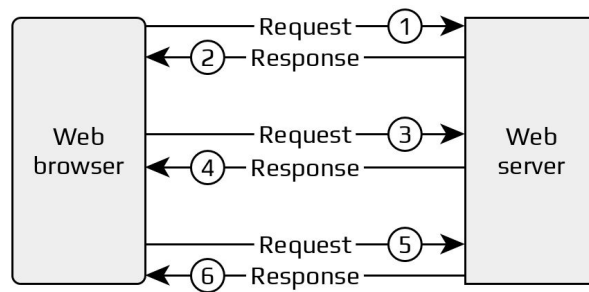 Request 1
2 Response
Web browser
Request 3
4 Response
Web server
Request 5
6 Response